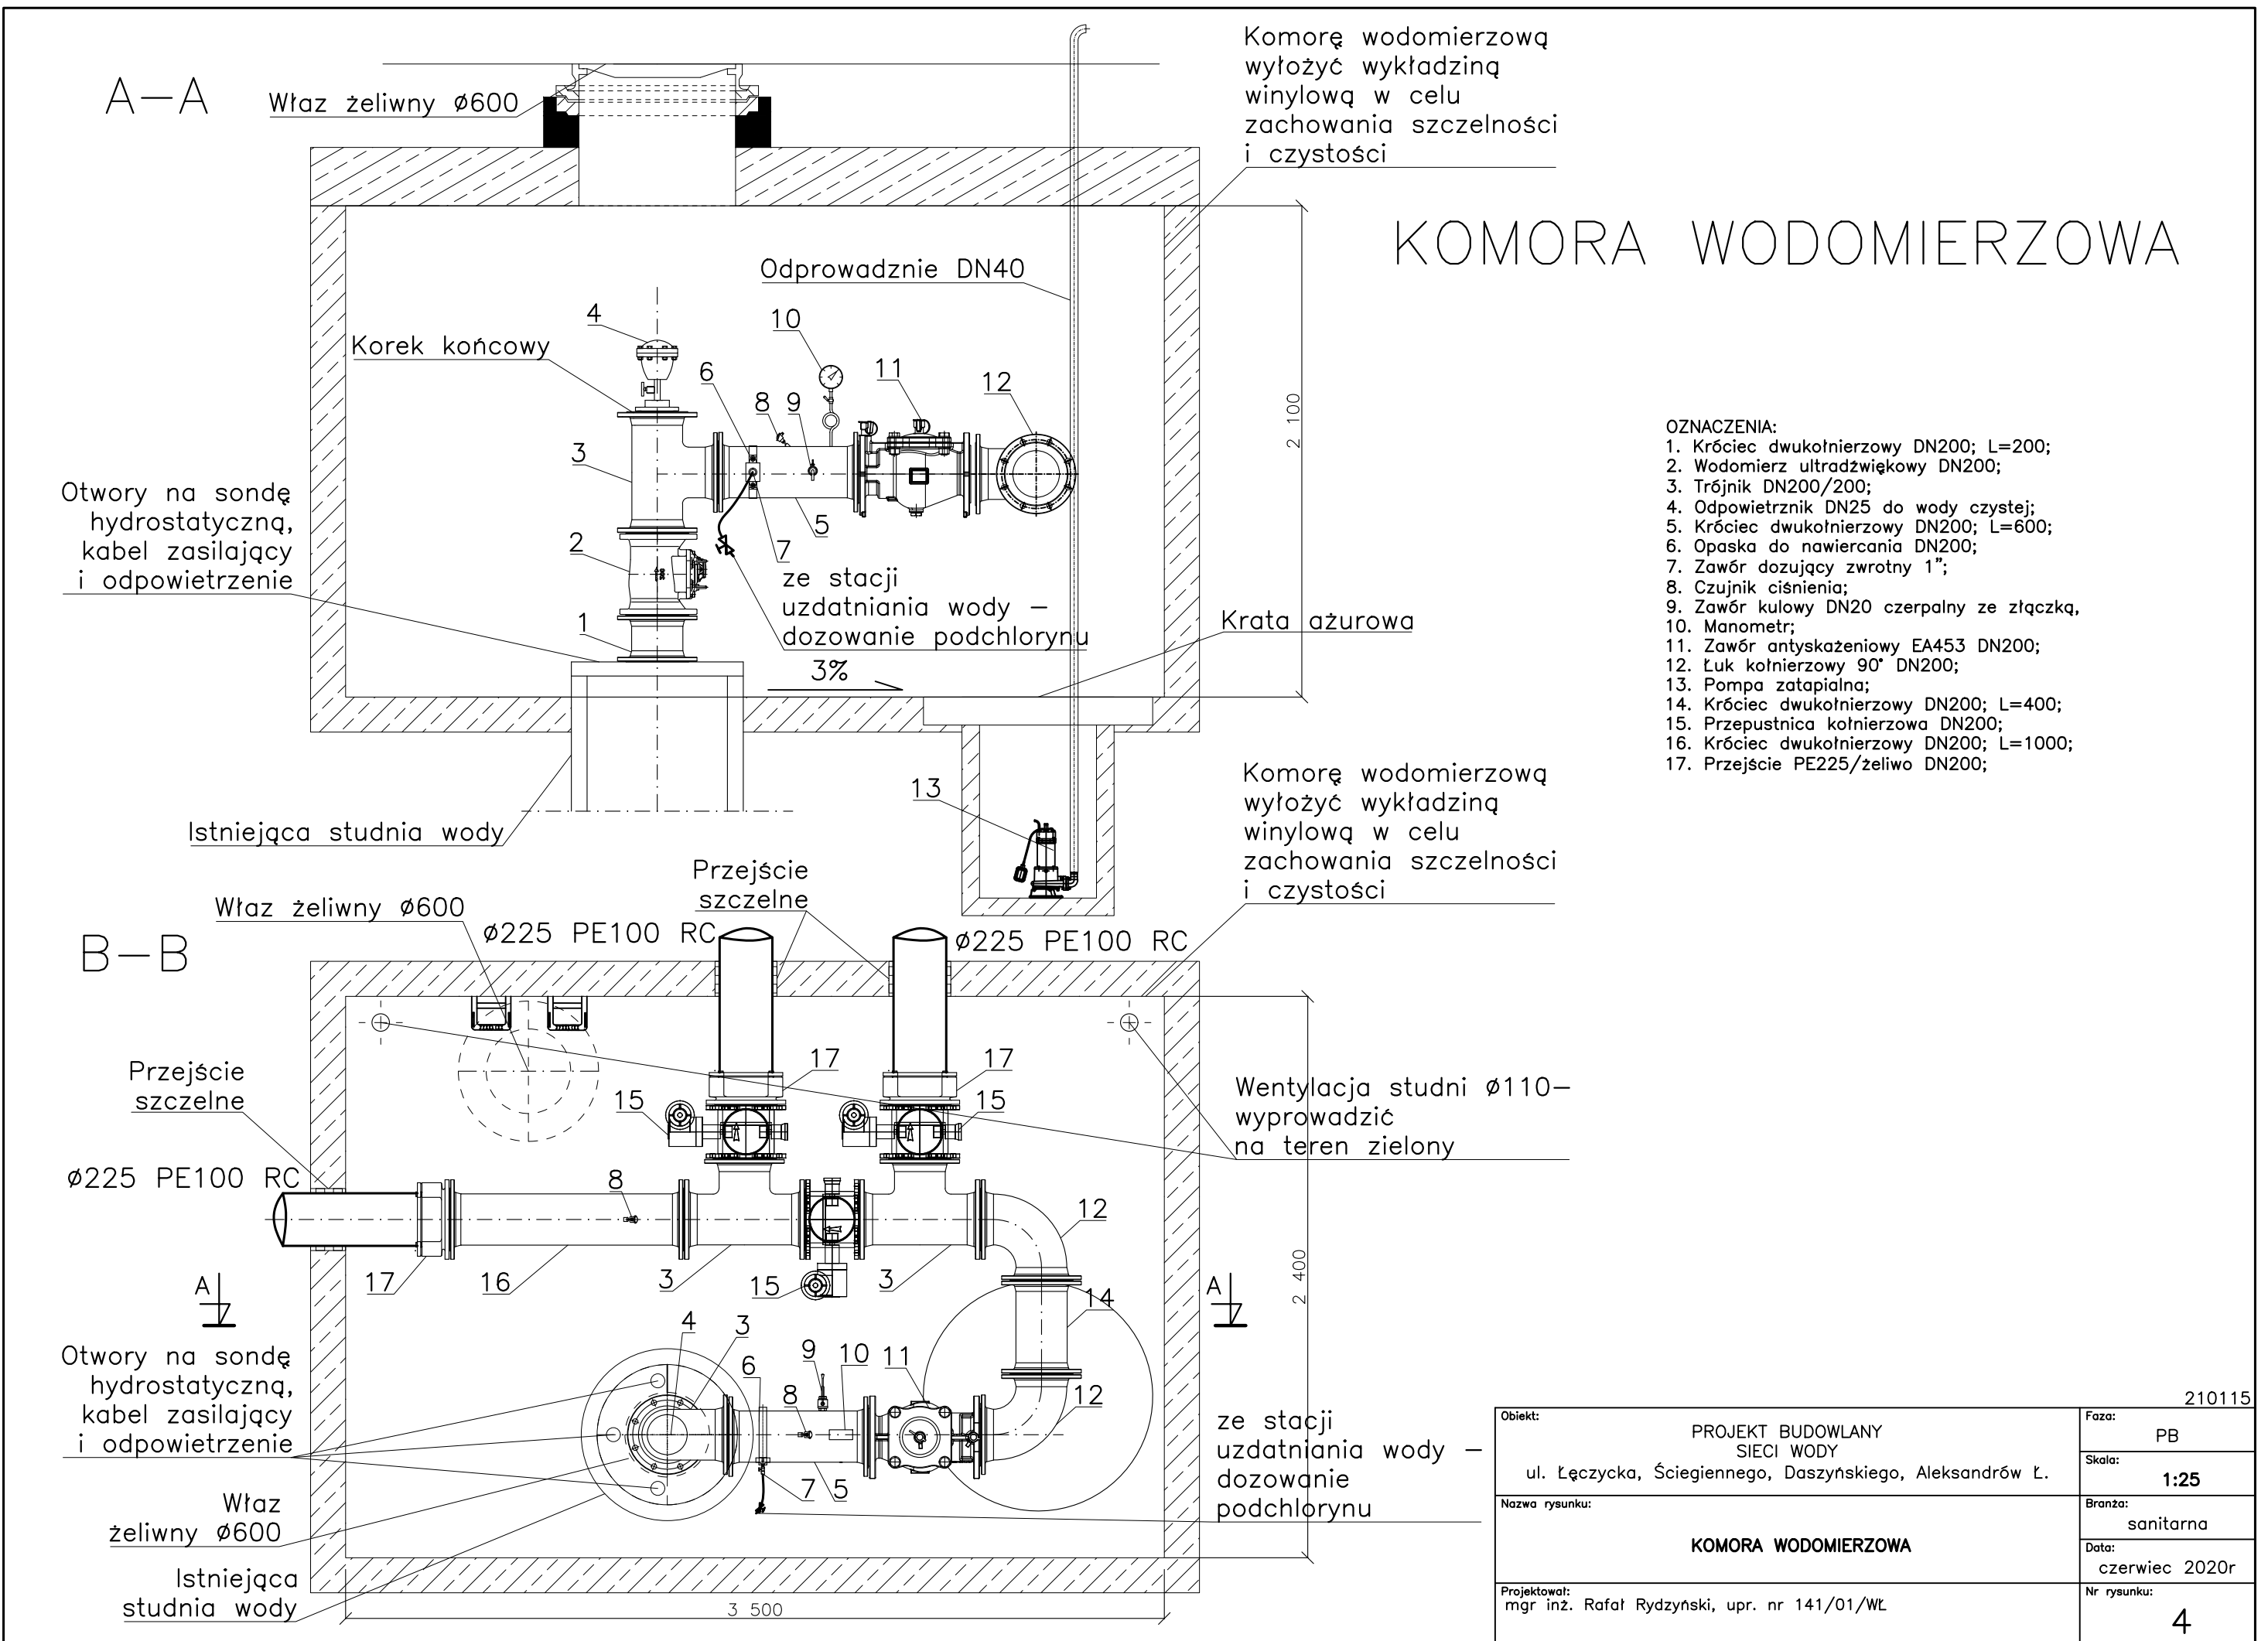 A-A
Właz żeliwny ø600
Komorę wodomierzową
wyłożyć wykładziną
winylową w celu
zachowania szczelności
i czystości
KOMORA WODOMIERZOWA
Odprowadznie DN40
4
10
Korek końcowy
6
11
12
8
9
3
2 100
Otwory na sondę
hydrostatyczną,
kabel zasilający
i odpowietrzenie
5
2
7
ze stacji
uzdatniania wody –
dozowanie podchlorynu
1
Krata ażurowa
3%
OZNACZENIA:
1. Króciec dwukołnierzowy DN200; L=200;
2. Wodomierz ultradźwiękowy DN200;
3. Trójnik DN200/200;
4. Odpowietrznik DN25 do wody czystej;
5. Króciec dwukołnierzowy DN200; L=600;
6. Opaska do nawiercania DN200;
7. Zawór dozujący zwrotny 1”;
8. Czujnik ciśnienia;
9. Zawór kulowy DN20 czerpalny ze złączką,
10. Manometr;
11. Zawór antyskażeniowy EA453 DN200;
12. Łuk kołnierzowy 90° DN200;
13. Pompa zatapialna;
14. Króciec dwukołnierzowy DN200; L=400;
15. Przepustnica kołnierzowa DN200;
16. Króciec dwukołnierzowy DN200; L=1000;
17. Przejście PE225/żeliwo DN200;
13
Istniejąca studnia wody
Komorę wodomierzową
wyłożyć wykładziną
winylową w celu
zachowania szczelności
i czystości
B-B
Właz żeliwny ø600
Przejście
szczelne
ø225 PE100 RC
ø225 PE100 RC
Przejście
szczelne
17
17
15
15
Wentylacja studni ø110–
wyprowadzić
na teren zielony
ø225 PE100 RC
8
12
17
16
3
15
3
14
A
A
2 400
Otwory na sondę
hydrostatyczną,
kabel zasilający
i odpowietrzenie
4
3
6
9
10
11
8
12
7
5
ze stacji
uzdatniania wody –
dozowanie
podchlorynu
Właz
żeliwny ø600
Istniejąca
studnia wody
3 500
210115
Obiekt:
PROJEKT BUDOWLANY
SIECI WODY
ul. Łęczycka, Ściegiennego, Daszyńskiego, Aleksandrów Ł.
Faza:
PB
Skala:
1:25
Nazwa rysunku:
KOMORA WODOMIERZOWA
Branża:
sanitarna
Data:
czerwiec 2020r
Projektował:
mgr inż. Rafał Rydzyński, upr. nr 141/01/WŁ
Nr rysunku:
4